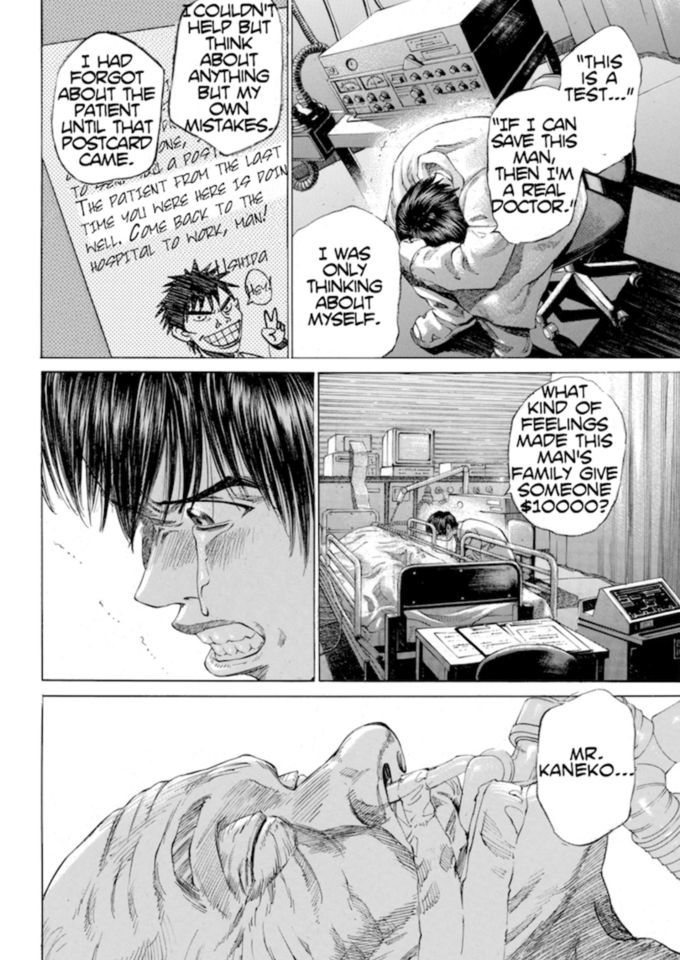 "THIS
IS A
TEST..."
"IF I CAN
SAVE THIS
MAN,
THEN I'M
A REAL
DOCTOR."
I WAS
ONLY
THINKING
ABOUT
MYSELF.
I COULDN'T
HELP BUT
THINK
ABOUT
ANYTHING
BUT MY
OWN
MISTAKES.
I HAD
FORGOT
ABOUT THE
PATIENT
UNTIL THAT
POSTCARD
CAME.
THE PATIENT FROM THE LAST
TIME YOU WERE HERE IS DOIN
WELL. COME BACK TO THE
HOSPITAL TO WORK, MAN!
USHIDA
HEY!
WHAT
KIND OF
FEELINGS
MADE THIS
MAN'S
FAMILY GIVE
SOMEONE
$10000?
MR.
KANEKO...